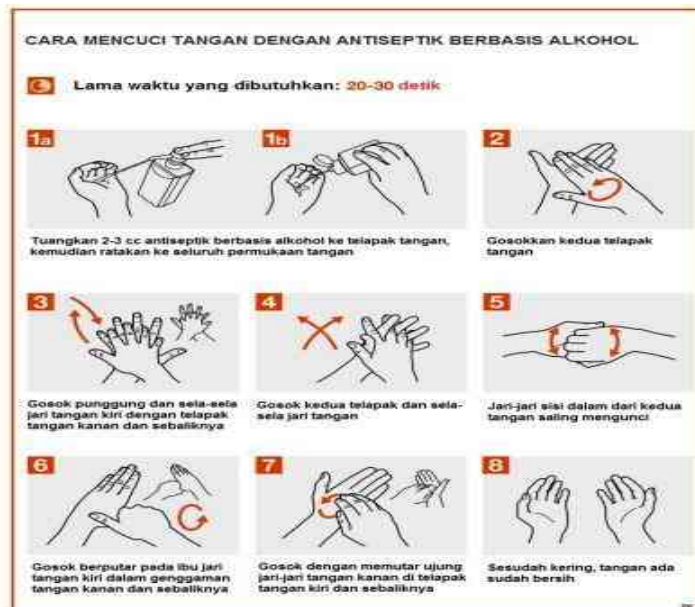 CARA MENCUCI TANGAN DENGAN ANTISEPTIK BERBASIS ALKOHOL
Lama waktu yang dibutuhkan: 20-30 detik
1a
1b
2
Tuangkan 2-3 cc antiseptik berbasis alkohol ke telapak tangan,
kemudian ratakan ke seluruh permukaan tangan
Gosokkan kedua telapak
tangan
3
4
5
Gosok punggung dan sela-sela
jari tangan kiri dengan telapak
tangan kanan dan sebaliknya
Gosok kedua telapak dan sela-
sela jari tangan
Jari-jari sisi dalam dari kedua
tangan saling mengunci
6
7
8
Gosok berputar pada ibu jari
tangan kiri dalam genggaman
tangan kanan dan sebaliknya
Gosok dengan memutar ujung
jari-jari tangan kanan di telapak
tangan kiri dan sebaliknya
Sesudah kering, tangan ada
sudah bersih